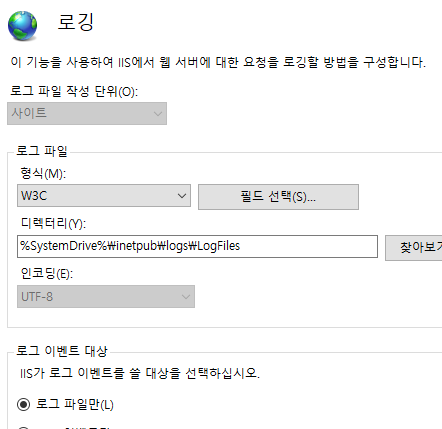 로깅
이 기능을 사용하여 IIS에서 웹 서버에 대한 요청을 로깅할 방법을 구성합니다.
로그 파일 작성 단위(O):
사이트
로그 파일
형식(M):
W3C
필드 선택(S)...
디렉터리(Y):
%SystemDrive%₩inetpub₩logs₩LogFiles
찾아보기
인코딩(E):
UTF-8
로그 이벤트 대상
IIS가 로그 이벤트를 쓸 대상을 선택하십시오.
로그 파일만(L)